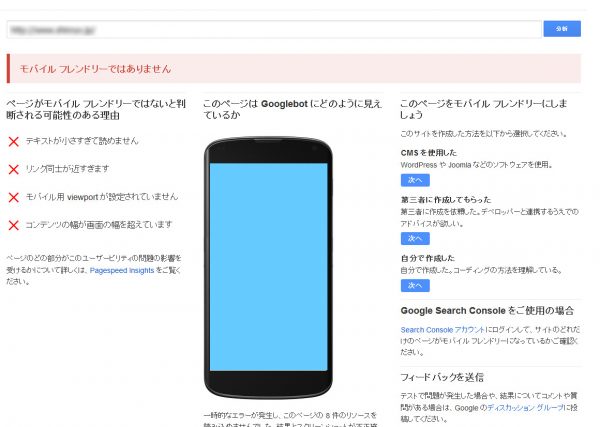 分析
モバイル フレンドリーではありません
ページがモバイル フレンドリーではないと判
断される可能性のある理由
テキストが小さすぎて読めません
リンク同士が近すぎます
モバイル用 viewport が設定されていません
コンテンツの幅が画面の幅を超えています
ページのどの部分がこのユーザービリティの問題の影響を
受けるかについて詳しくは、Pagespeed Insights をご覧く
ださい。
このページは Googlebot にどのように見え
ているか
一時的なエラーが発生し、このページの 8 件のリソースを
このページをモバイル フレンドリーにしま
しょう
このサイトを作成した方法を以下から選択してください。
CMS を使用した
WordPress や Joomla などのソフトウェアを使用。
次へ
第三者に作成してもらった
第三者に作成を依頼した。デベロッパーと連携するうえでの
アドバイスが欲しい。
次へ
自分で作成した
自分で作成した。コーディングの方法を理解している。
次へ
Google Search Console をご使用の場合
Search Console アカウントにログインして、サイトのどれだ
けのページがモバイル フレンドリーになっているかご確認く
ださい。
フィードバックを送信
テストで問題が発生した場合や、結果についてコメントや質
問がある場合は、Google のディスカッション グループに投
稿してください。